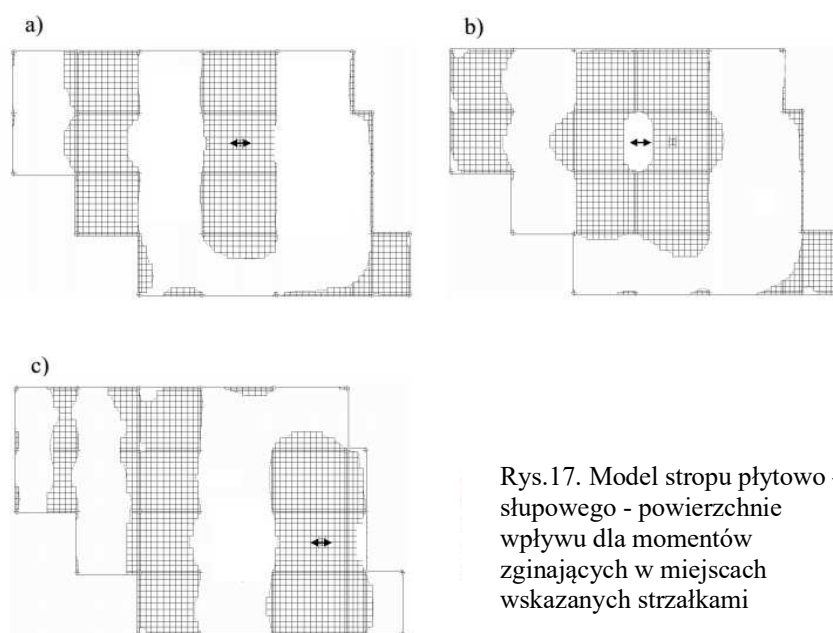 a)
b)
c)
Rys.17. Model stropu płytowo -
słupowego - powierzchnie
wpływu dla momentów
zginających w miejscach
wskazanych strzałkami